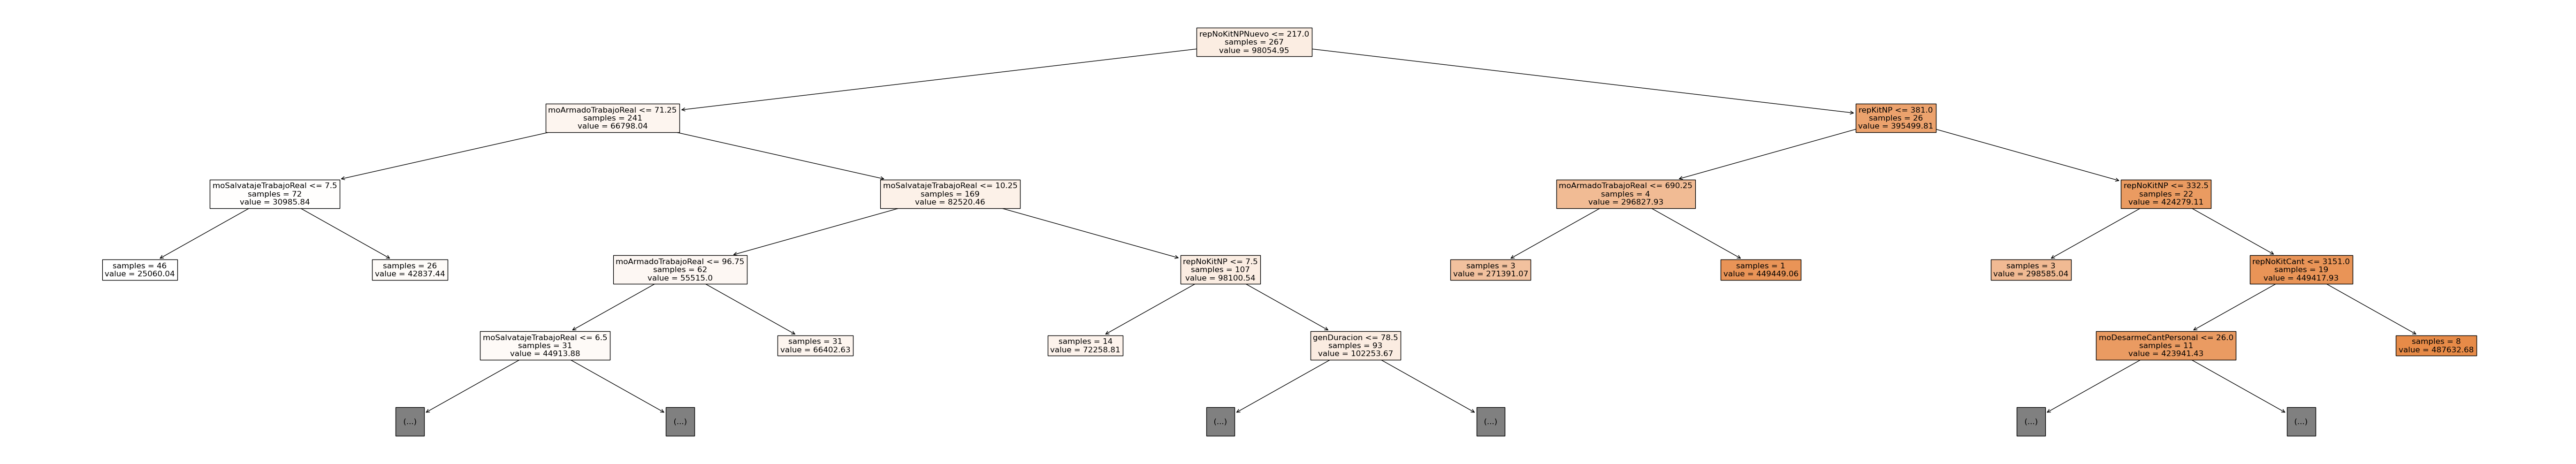 repNoKitNPNuevo <= 217.0
samples = 267
value = 98054.95
moArmadoTrabajoReal <= 71.25
samples = 241
value = 66798.04
repKitNP <= 381.0
samples = 26
value = 395499.81
moSalvatajeTrabajoReal <= 7.5
samples = 72
value = 30985.84
moSalvatajeTrabajoReal <= 10.25
samples = 169
value = 82520.46
moArmadoTrabajoReal <= 690.25
samples = 4
value = 296827.93
repNoKitNP <= 332.5
samples = 22
value = 424279.11
samples = 46
value = 25060.04
samples = 26
value = 42837.44
moArmadoTrabajoReal <= 96.75
samples = 62
value = 55515.0
repNoKitNP <= 7.5
samples = 107
value = 98100.54
samples = 3
value = 271391.07
samples = 1
value = 449449.06
samples = 3
value = 298585.04
repNoKitCant <= 3151.0
samples = 19
value = 449417.93
moSalvatajeTrabajoReal <= 6.5
samples = 31
value = 44913.88
samples = 31
value = 66402.63
samples = 14
value = 72258.81
genDuracion <= 78.5
samples = 93
value = 102253.67
moDesarmeCantPersonal <= 26.0
samples = 11
value = 423941.43
samples = 8
value = 487632.68
(...)
(...)
(...)
(...)
(...)
(...)